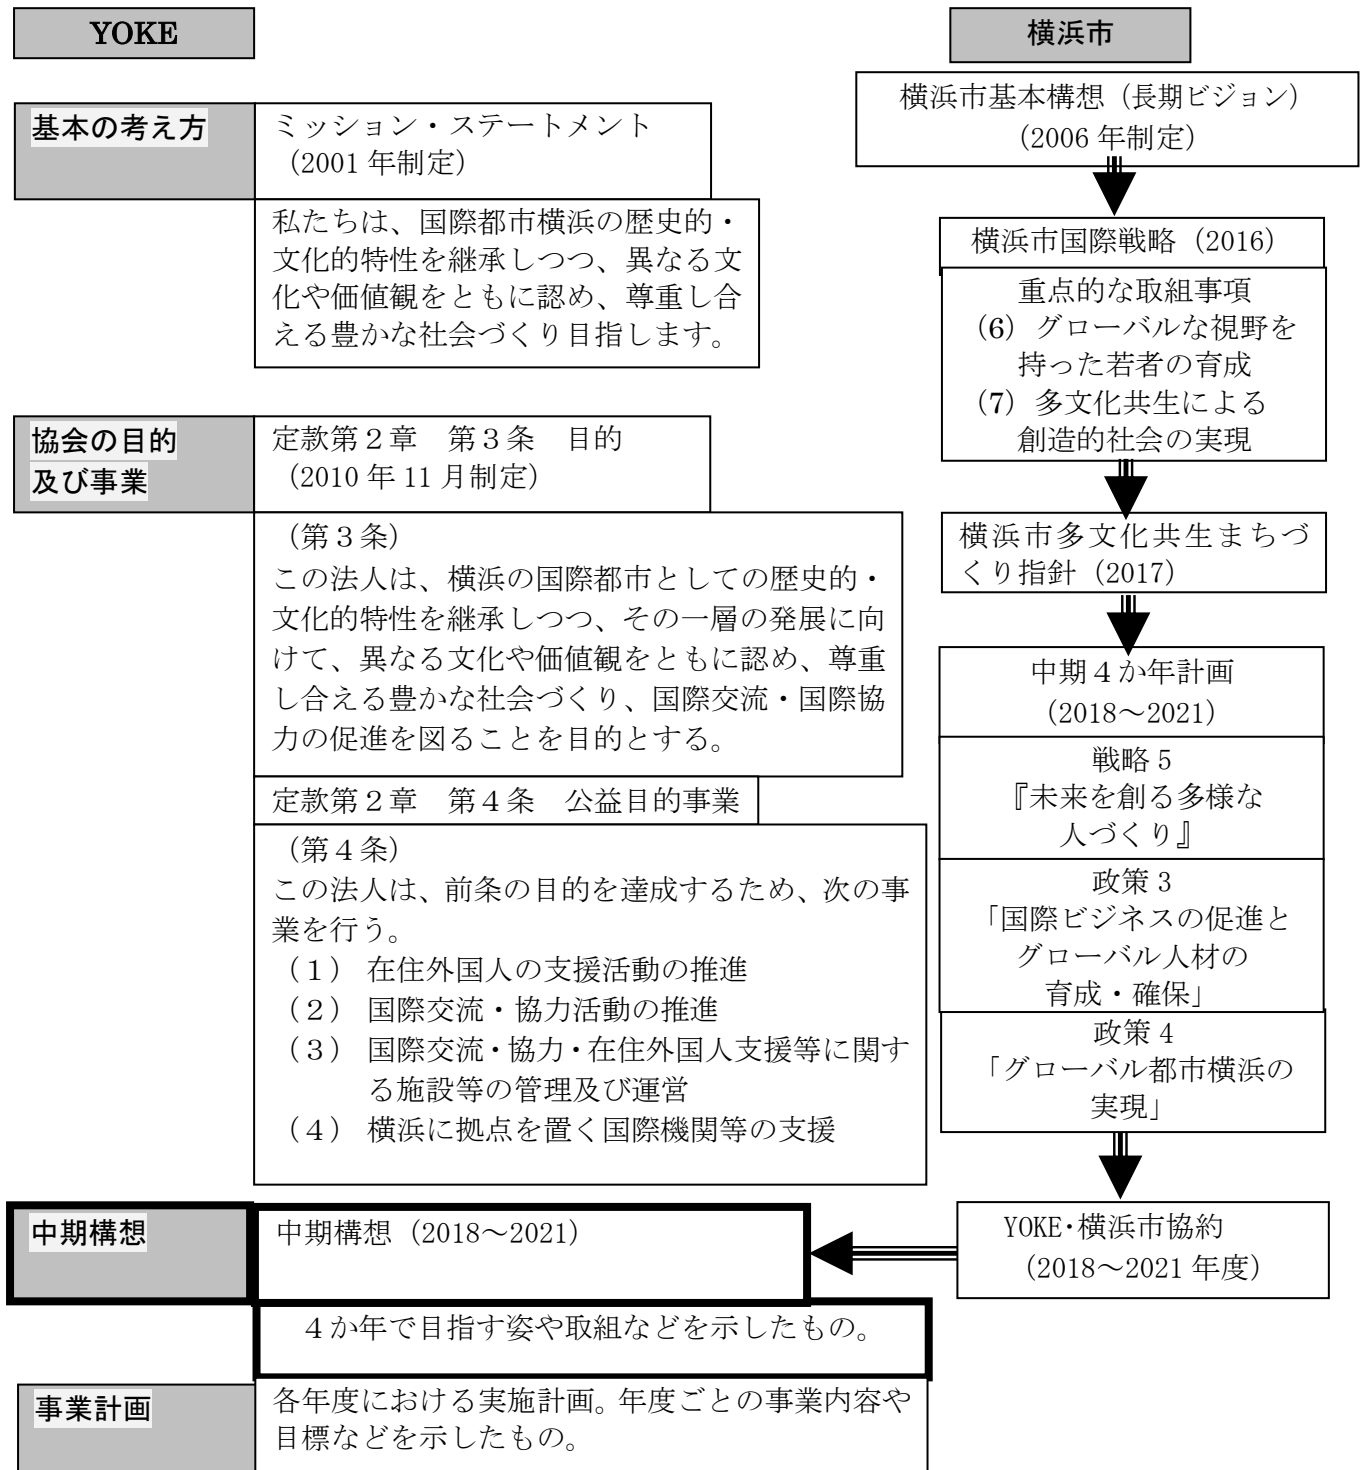 YOKE
基本の考え方
ミッション・ステートメント
（2001 年制定）
私たちは、国際都市横浜の歴史的・
文化的特性を継承しつつ、異なる文
化や価値観をともに認め、尊重し合
える豊かな社会づくり目指します。
協会の目的
及び事業
定款第２章　第３条　目的
（2010 年 11 月制定）
（第３条）
この法人は、横浜の国際都市としての歴史的・
文化的特性を継承しつつ、その一層の発展に向
けて、異なる文化や価値観をともに認め、尊重
し合える豊かな社会づくり、国際交流・国際協
力の促進を図ることを目的とする。
定款第２章　第４条　公益目的事業
（第４条）
この法人は、前条の目的を達成するため、次の事
業を行う。
（１） 在住外国人の支援活動の推進
（２） 国際交流・協力活動の推進
（３） 国際交流・協力・在住外国人支援等に関す
る施設等の管理及び運営
（４） 横浜に拠点を置く国際機関等の支援
中期構想
中期構想（2018～2021）
４か年で目指す姿や取組などを示したもの。
事業計画
各年度における実施計画。年度ごとの事業内容や
目標などを示したもの。
横浜市
横浜市基本構想（長期ビジョン）
（2006 年制定）
横浜市国際戦略（2016）
重点的な取組事項
（6）グローバルな視野を
持った若者の育成
（7）多文化共生による
創造的社会の実現
横浜市多文化共生まちづ
くり指針（2017）
中期４か年計画
（2018～2021）
戦略 5
『未来を創る多様な
人づくり』
政策 3
「国際ビジネスの促進と
グローバル人材の
育成・確保」
政策 4
「グローバル都市横浜の
実現」
YOKE・横浜市協約
（2018～2021 年度）